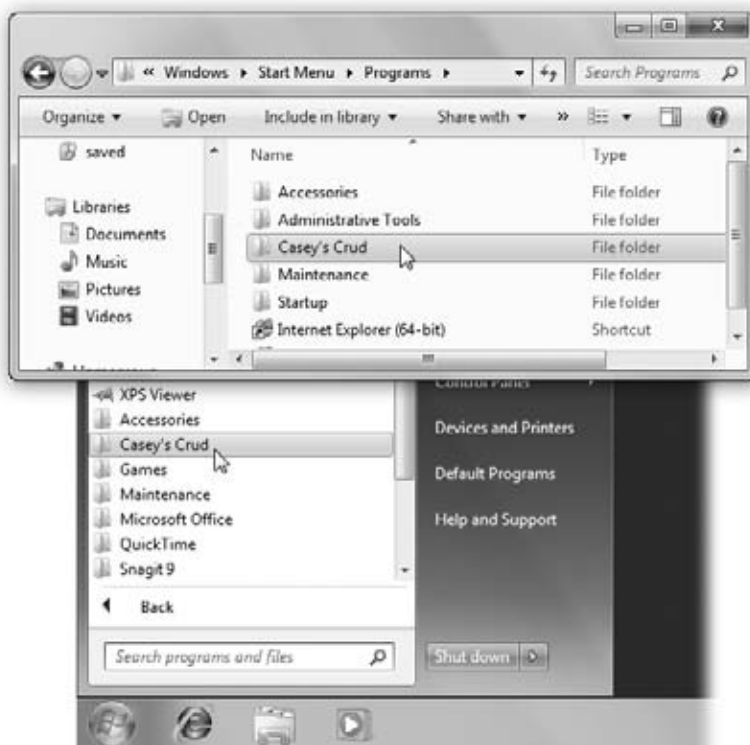 « Windows ▸ Start Menu ▸ Programs ▸
Search Programs
Organize ▾ Open Include in library ▾ Share with ▾ »
saved
Libraries
Documents
Music
Pictures
Videos
Name Type
Accessories File folder
Administrative Tools File folder
Casey's Crud File folder
Maintenance File folder
Startup File folder
Internet Explorer (64-bit) Shortcut
XPS Viewer
Accessories
Casey's Crud
Games
Maintenance
Microsoft Office
QuickTime
Snagit 9
Back
Search programs and files
Control Panel
Devices and Printers
Default Programs
Help and Support
Shut down